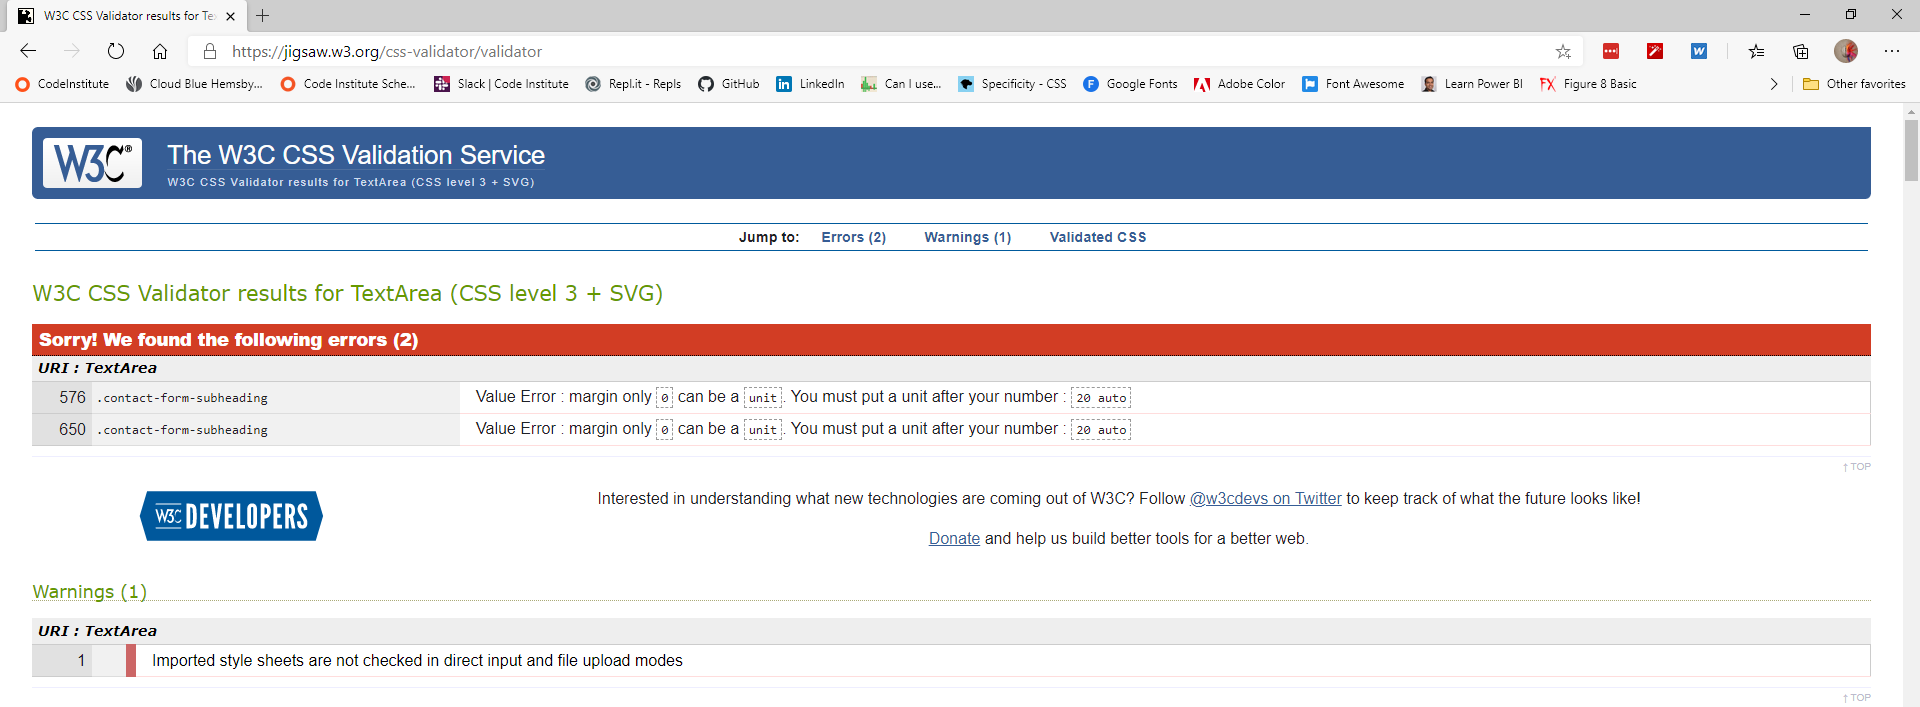 W3C CSS Validator results for Te
https://jigsaw.w3.org/css-validator/validator
CodeInstitute
Cloud Blue Hemsby...
Code Institute Sche...
Slack | Code Institute
Repl.it - Repls
GitHub
LinkedIn
Can I use...
Specificity - CSS
Google Fonts
Adobe Color
Font Awesome
Learn Power BI
FX Figure 8 Basic
Other favorites
W3C® The W3C CSS Validation Service
W3C CSS Validator results for TextArea (CSS level 3 + SVG)
Jump to: Errors (2) Warnings (1) Validated CSS
W3C CSS Validator results for TextArea (CSS level 3 + SVG)
Sorry! We found the following errors (2)
URI : TextArea
576 .contact-form-subheading Value Error : margin only 0 can be a unit. You must put a unit after your number : 20 auto
650 .contact-form-subheading Value Error : margin only 0 can be a unit. You must put a unit after your number : 20 auto
↑ TOP
W3C DEVELOPERS
Interested in understanding what new technologies are coming out of W3C? Follow @w3cdevs on Twitter to keep track of what the future looks like!
Donate and help us build better tools for a better web.
Warnings (1)
URI : TextArea
1 Imported style sheets are not checked in direct input and file upload modes
↑ TOP